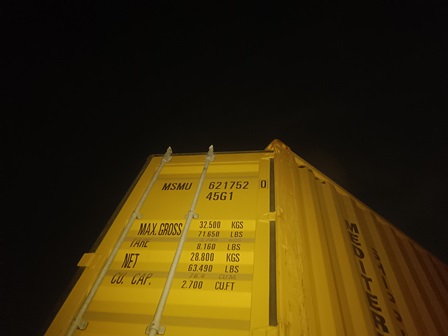 MSMU 621752 0
45G1
MAX.GROSS 32.500 KGS
71.650 LBS
TARE
8.160 LBS
NET 28.800 KGS
63.490 LBS
CU. CAP. CU.M.
2.700 CU.FT
MEDITER